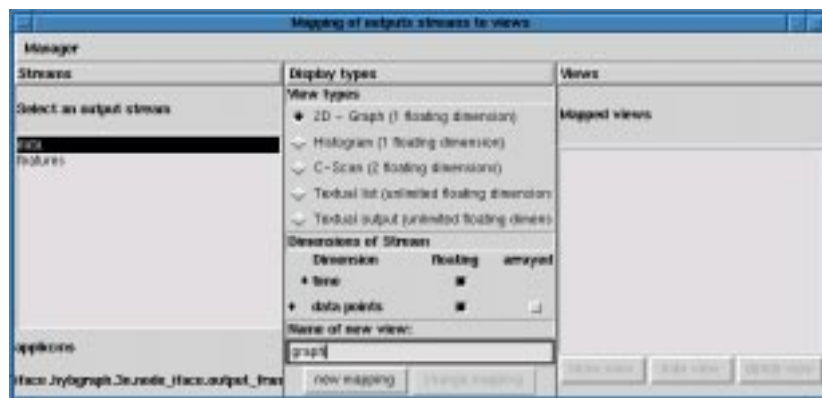 Mapping of outputs streams to views
Manager
Streams
Select an output stream
features
Display types
View types
2D - Graph (1 floating dimension)
Histogram (1 floating dimension)
C-Scan (2 floating dimensions)
Textual list (unlimited floating dimension
Textual output (unlimited floating dimens
Dimensions of Stream
Dimension floating arrayed
time
data points
Name of new view:
graph
new mapping change mapping
Views
Mapped views